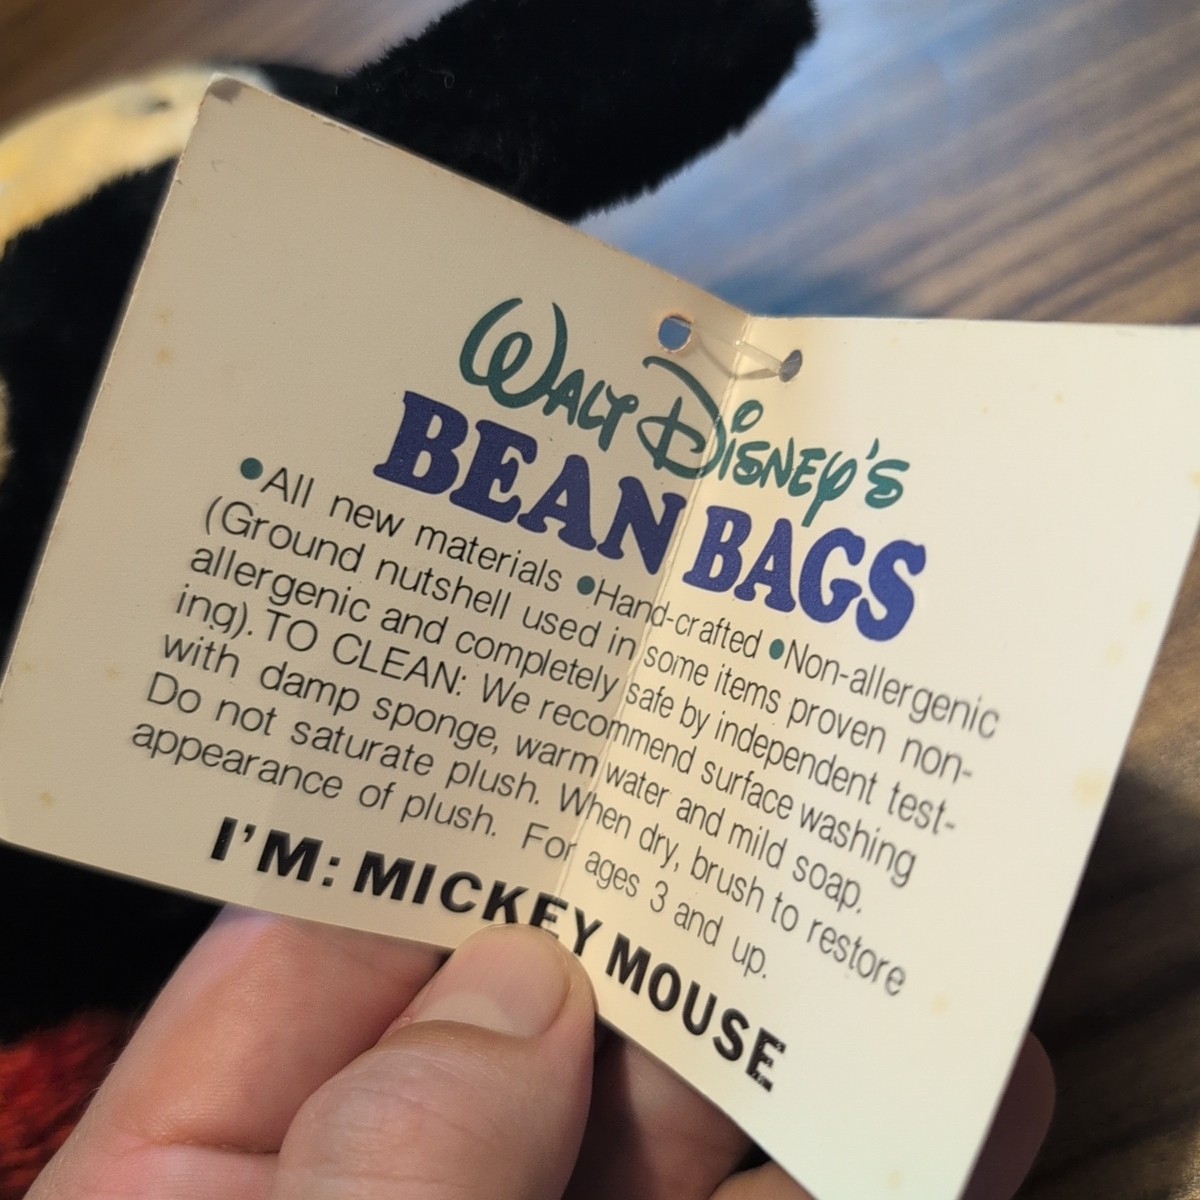 WALT DISNEY'S
BEAN BAGS
•All new materials •Hand-crafted •Non-allergenic
(Ground nutshell used in some items proven non-
allergenic and completely safe by independent test-
ing). TO CLEAN: We recommend surface washing
with damp sponge, warm water and mild soap.
Do not saturate plush. When dry, brush to restore
appearance of plush. For ages 3 and up.
I'M: MICKEY MOUSE